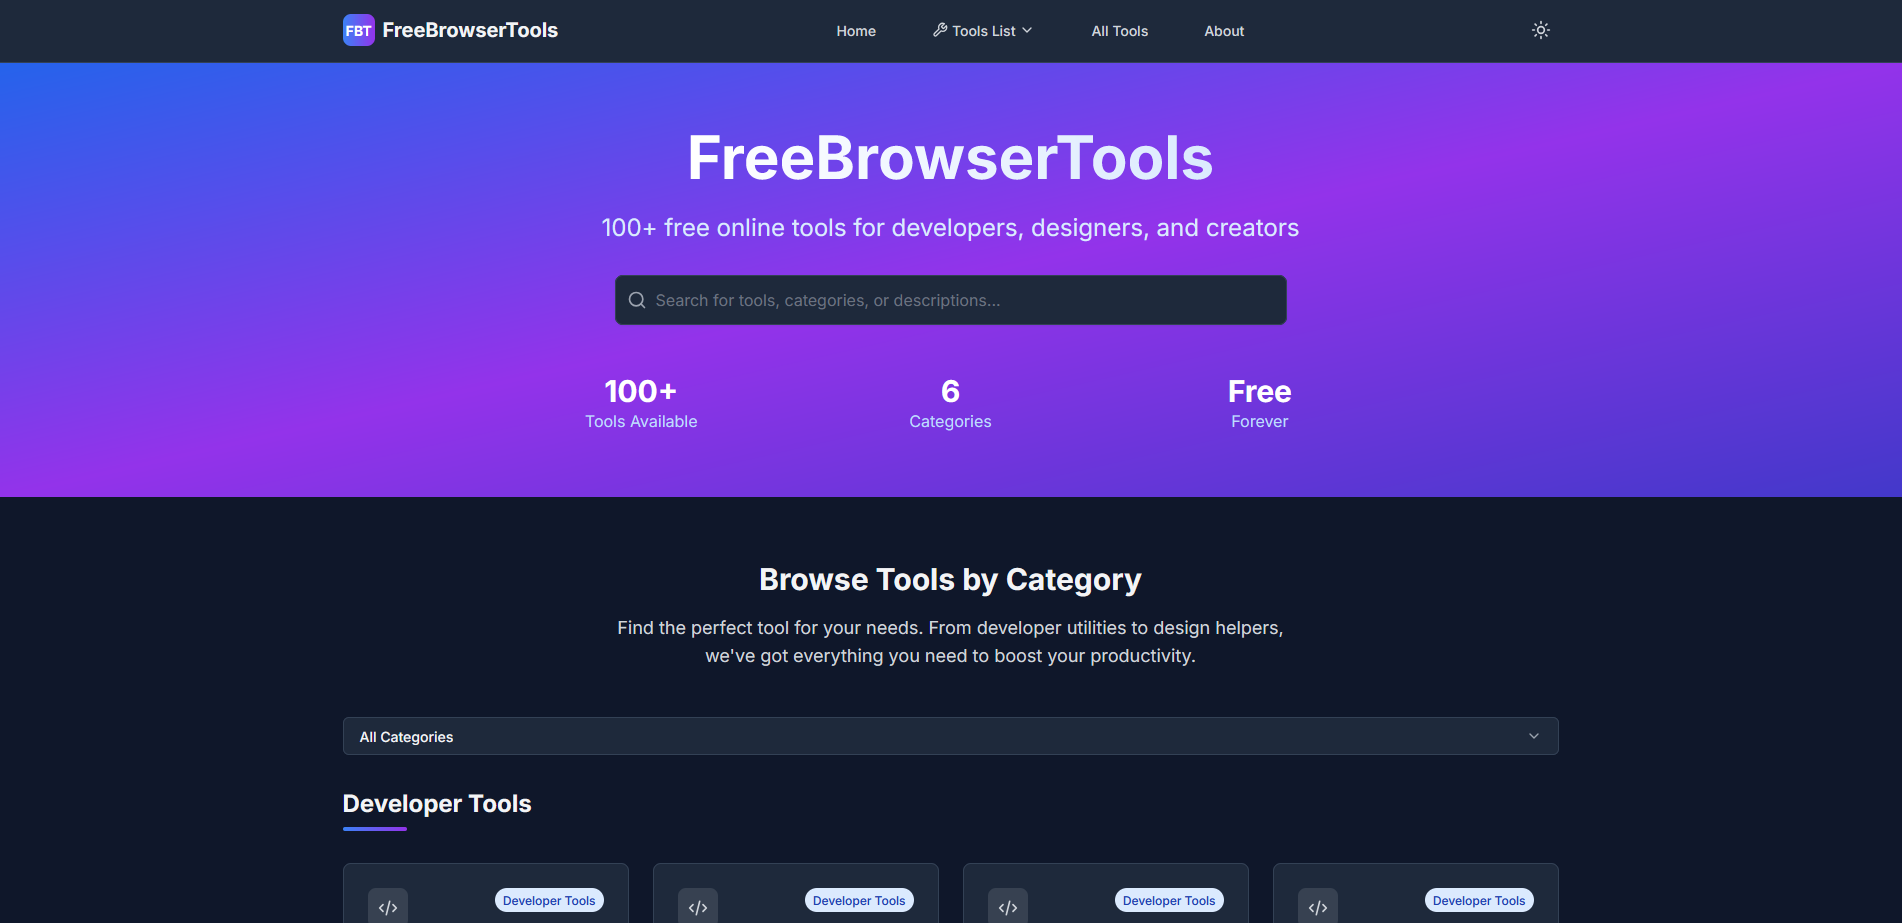 FBT FreeBrowserTools
Home
Tools List
All Tools
About
FreeBrowserTools
100+ free online tools for developers, designers, and creators
Search for tools, categories, or descriptions...
100+
Tools Available
6
Categories
Free
Forever
Browse Tools by Category
Find the perfect tool for your needs. From developer utilities to design helpers,
we've got everything you need to boost your productivity.
All Categories
Developer Tools
</> Developer Tools
</> Developer Tools
</> Developer Tools
</> Developer Tools